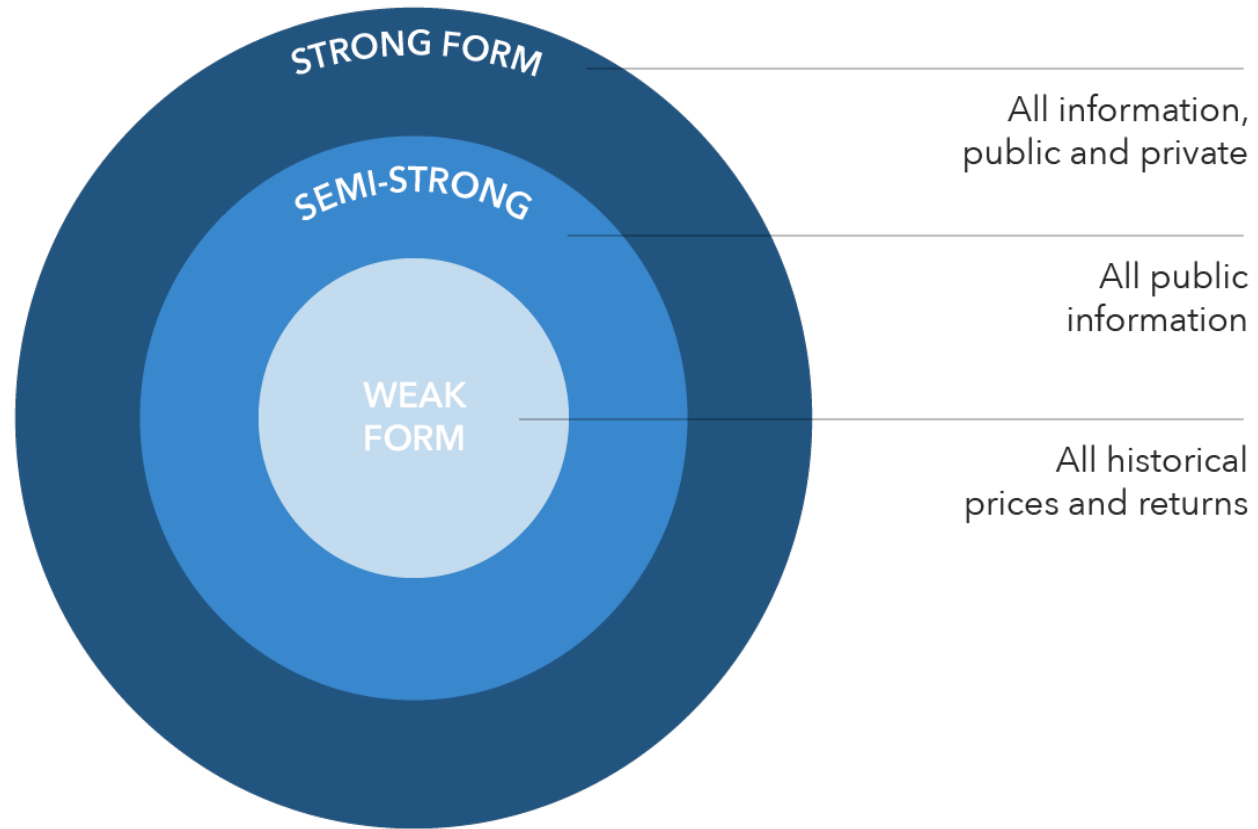 STRONG FORM
All information,
public and private
SEMI-STRONG
All public
information
WEAK
FORM
All historical
prices and returns